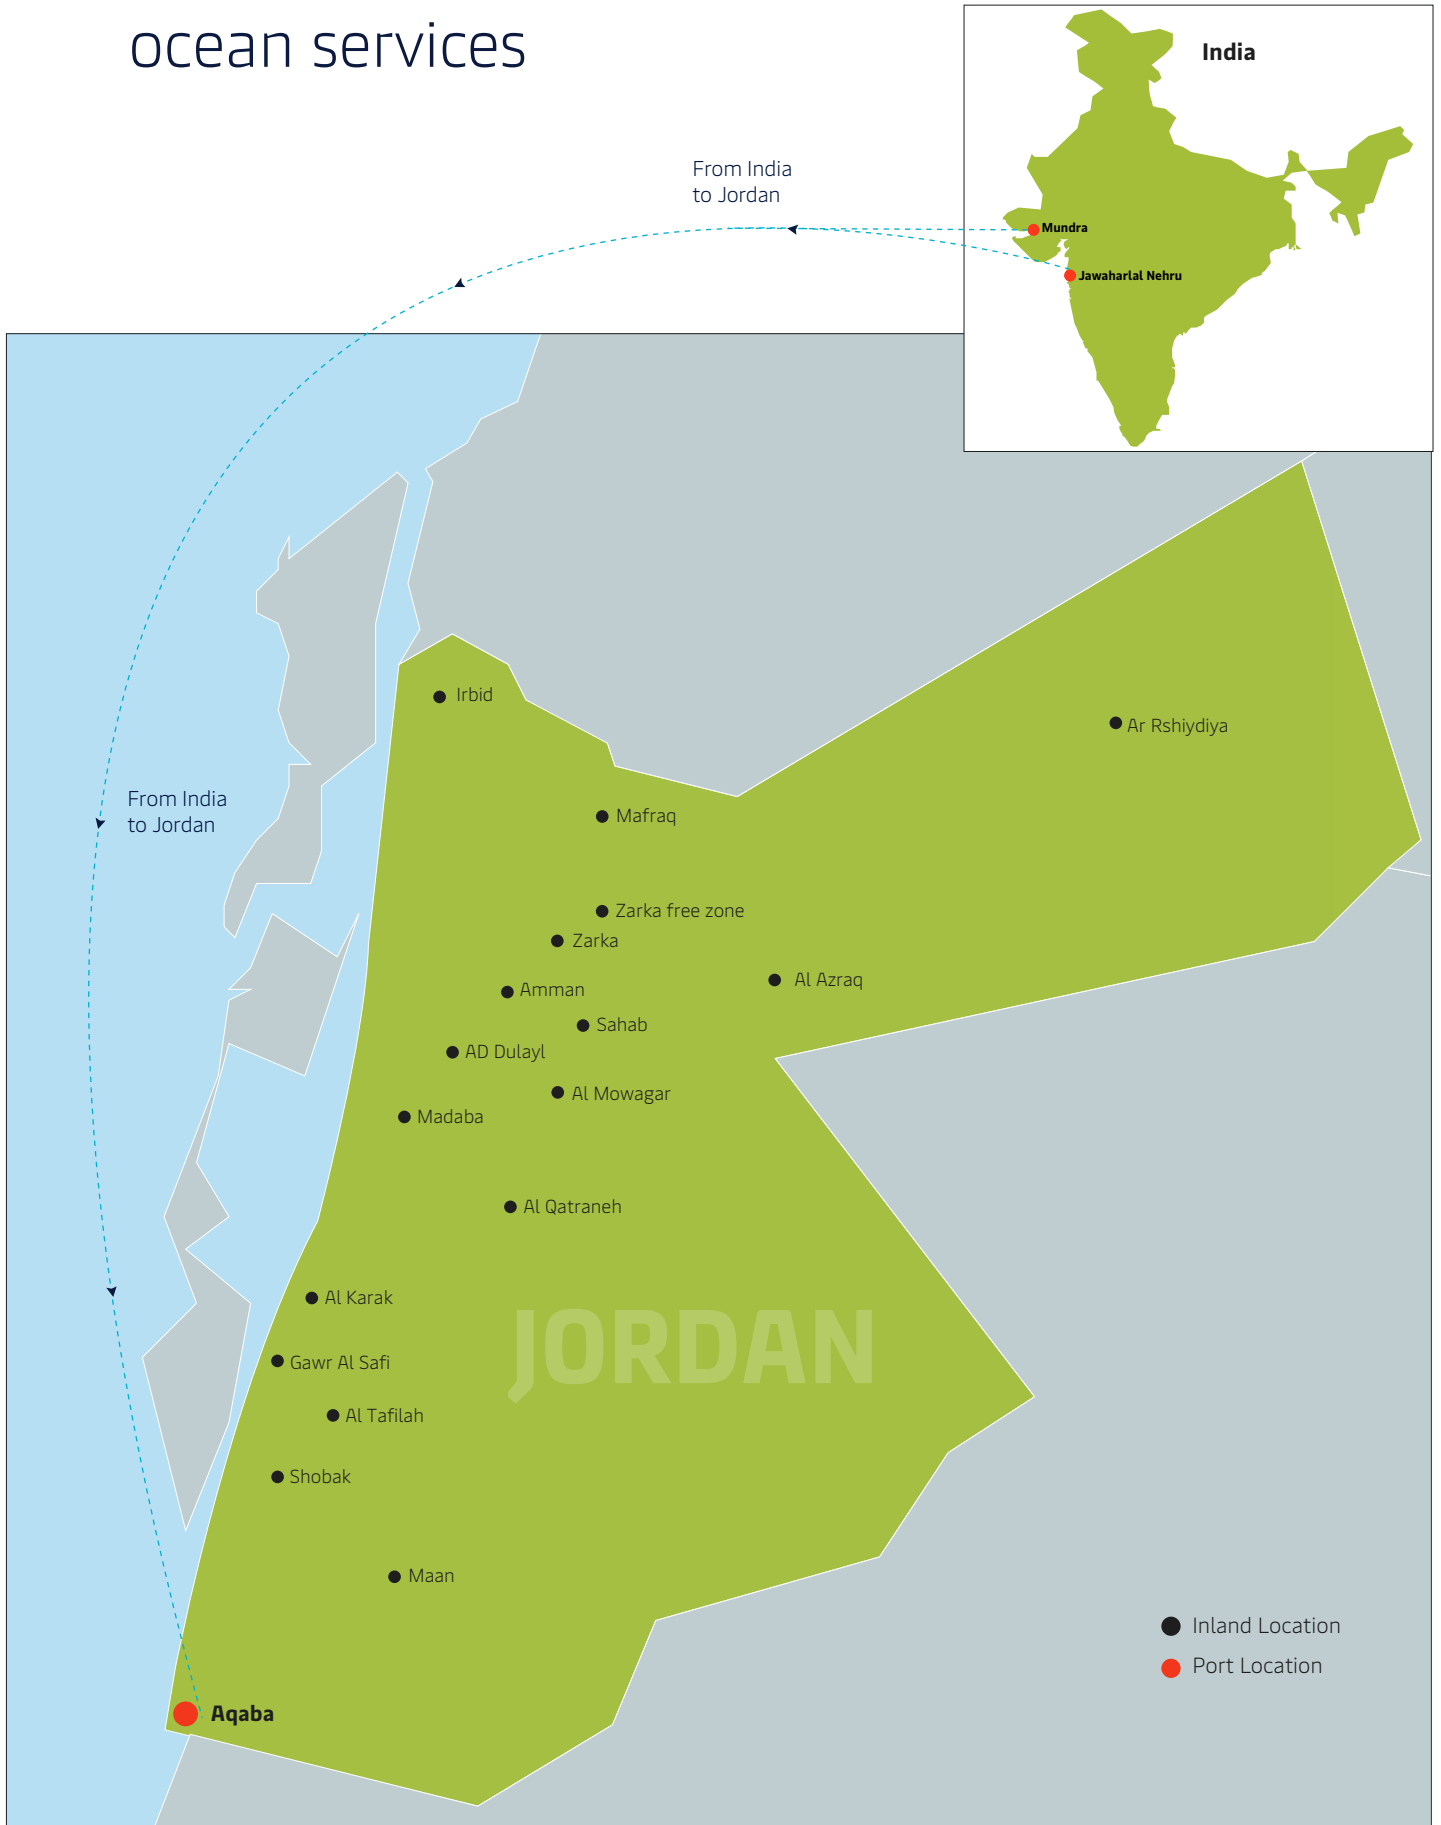 ocean services
India
From India
to Jordan
Mundra
Jawaharlal Nehru
Irbid
Ar Rshiydiya
From India
to Jordan
Mafraq
Zarka free zone
Zarka
Al Azraq
Amman
Sahab
AD Dulayl
Al Mowagar
Madaba
Al Qatraneh
Al Karak
JORDAN
Gawr Al Safi
Al Tafilah
Shobak
Maan
Inland Location
Port Location
Aqaba